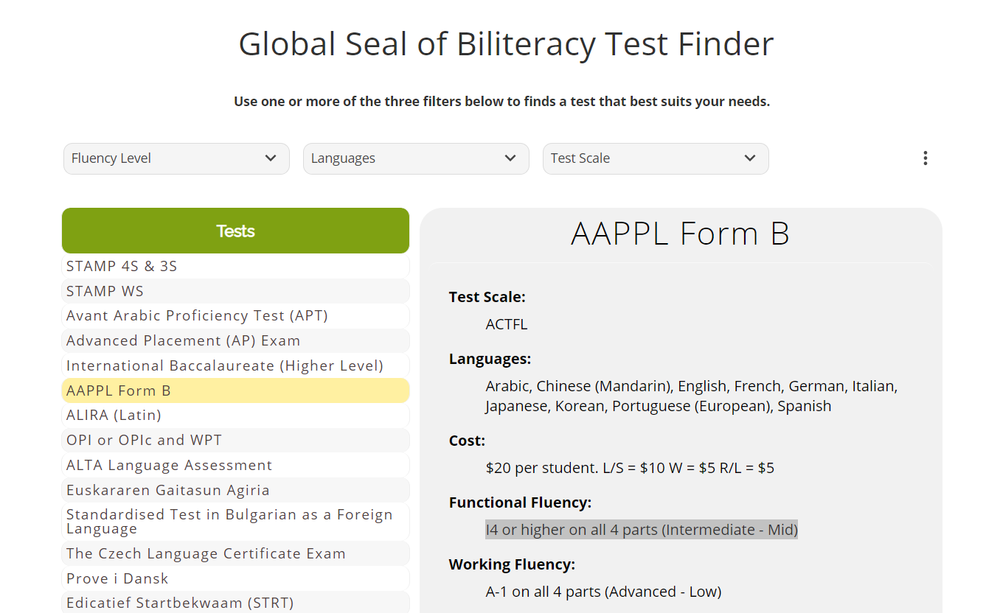 Global Seal of Biliteracy Test Finder
Use one or more of the three filters below to finds a test that best suits your needs.
Fluency Level
Languages
Test Scale
Tests
STAMP 4S & 3S
STAMP WS
Avant Arabic Proficiency Test (APT)
Advanced Placement (AP) Exam
International Baccalaureate (Higher Level)
AAPPL Form B
ALIRA (Latin)
OPI or OPIc and WPT
ALTA Language Assessment
Euskararen Gaitasun Agiria
Standardised Test in Bulgarian as a Foreign
Language
The Czech Language Certificate Exam
Prove i Dansk
Edicatief Startbekwaam (STRT)
AAPPL Form B
Test Scale:
ACTFL
Languages:
Arabic, Chinese (Mandarin), English, French, German, Italian,
Japanese, Korean, Portuguese (European), Spanish
Cost:
$20 per student. L/S = $10 W = $5 R/L = $5
Functional Fluency:
I4 or higher on all 4 parts (Intermediate - Mid)
Working Fluency:
A-1 on all 4 parts (Advanced - Low)